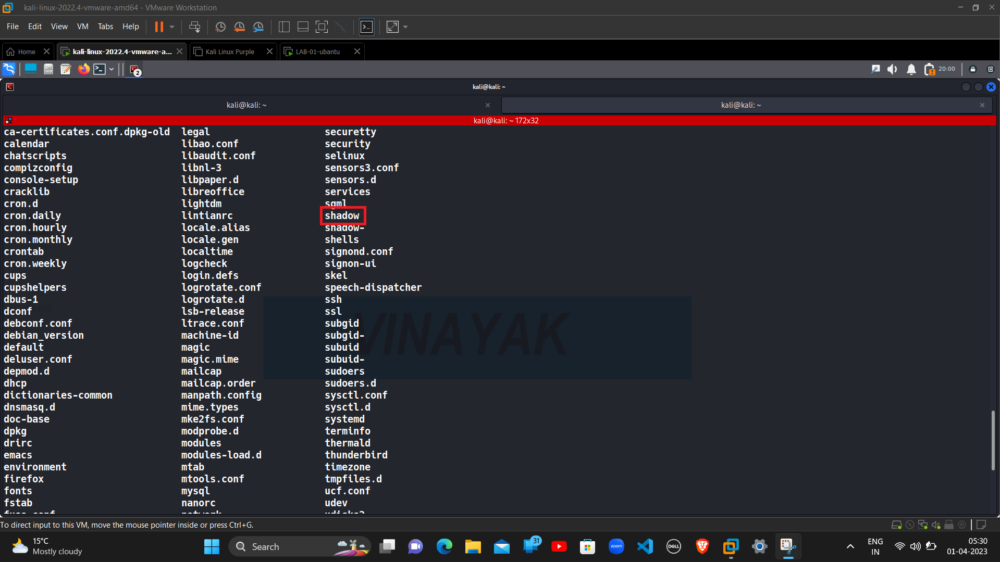 kali-linux-2022.4-vmware-amd64 - VMware Workstation
File Edit View VM Tabs Help
Home
kali-linux-2022.4-vmware-a...
Kali Linux Purple
LAB-01-ubantu
2
20:00
kali@kali: ~
kali@kali: ~ kali@kali: ~
kali@kali: ~ 172x32
ca-certificates.conf.dpkg-old legal securetty
calendar libao.conf security
chatscripts libaudit.conf selinux
compizconfig libnl-3 sensors3.conf
console-setup libpaper.d sensors.d
cracklib libreoffice services
cron.d lightdm sgml
cron.daily lintianrc shadow
cron.hourly locale.alias shadow-
cron.monthly locale.gen shells
crontab localtime signond.conf
cron.weekly logcheck signon-ui
cups login.defs skel
cupshelpers logrotate.conf speech-dispatcher
dbus-1 logrotate.d ssh
dconf lsb-release ssl
debconf.conf ltrace.conf subgid
debian_version machine-id subgid-
default magic subuid
deluser.conf magic.mime subuid-
depmod.d mailcap sudoers
dhcp mailcap.order sudoers.d
dictionaries-common manpath.config sysctl.conf
dnsmasq.d mime.types sysctl.d
doc-base mke2fs.conf systemd
dpkg modprobe.d terminfo
drirc modules thermald
emacs modules-load.d thunderbird
environment mtab timezone
firefox mtools.conf tmpfiles.d
fonts mysql ucf.conf
fstab nanorc udev
fuse.conf network udisks2
VINAYAK
To direct input to this VM, move the mouse pointer inside or press Ctrl+G.
15°C
Mostly cloudy
Search
31
zoom
DELL
ENG
IN
05:30
01-04-2023